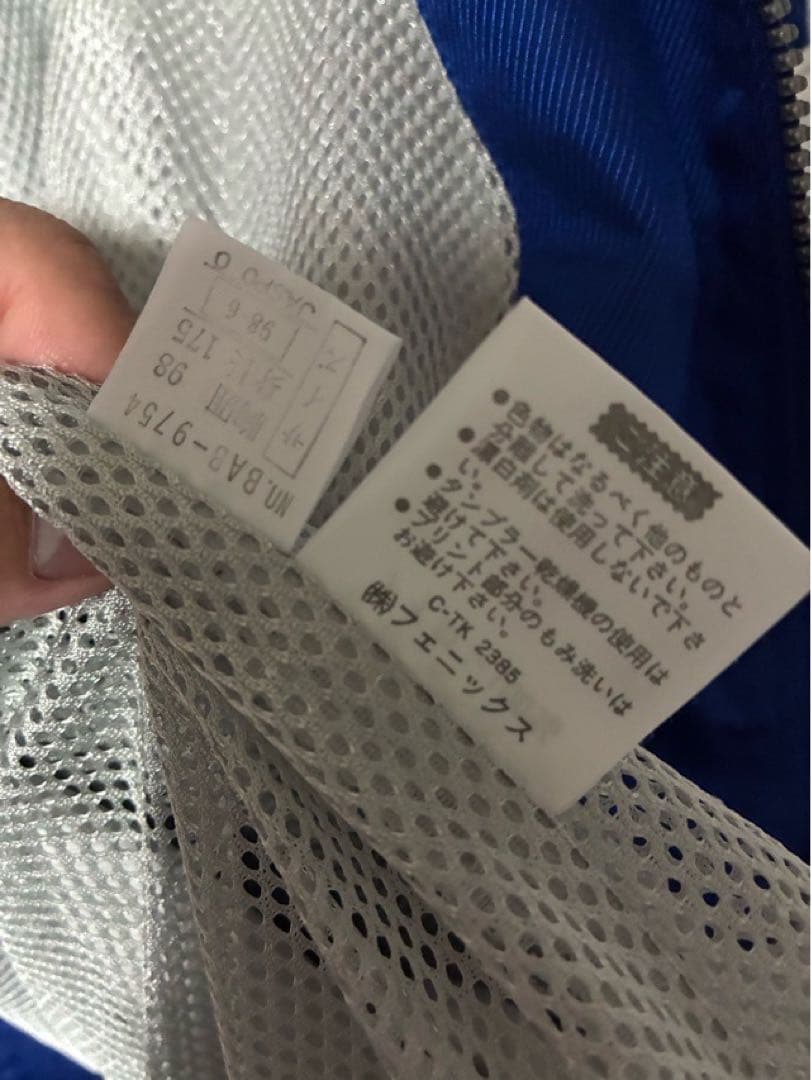 ご注意
●色物はなるべく他のものと
分離して洗って下さい。
●漂白剤は使用しないで下さ
い。
●タンブラー乾燥機の使用は
避けて下さい。
●プリント部分のもみ洗いは
お避け下さい。
C-TK 2385
㈱フエニックス
NO.BA8-9754
サイズ
胸囲 98
身長 175
JASPO 6